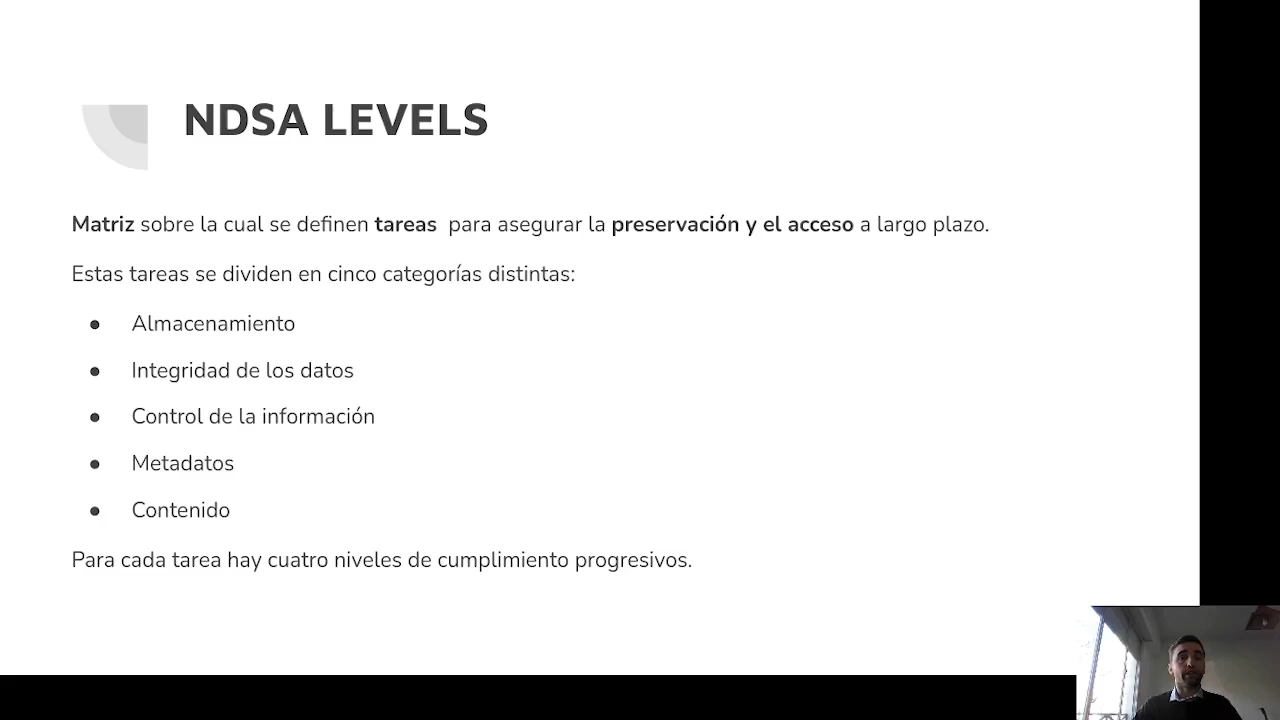 NDSA LEVELS
Matriz sobre la cual se definen tareas para asegurar la preservación y el acceso a largo plazo.
Estas tareas se dividen en cinco categorías distintas:
● Almacenamiento
● Integridad de los datos
● Control de la información
● Metadatos
● Contenido
Para cada tarea hay cuatro niveles de cumplimiento progresivos.